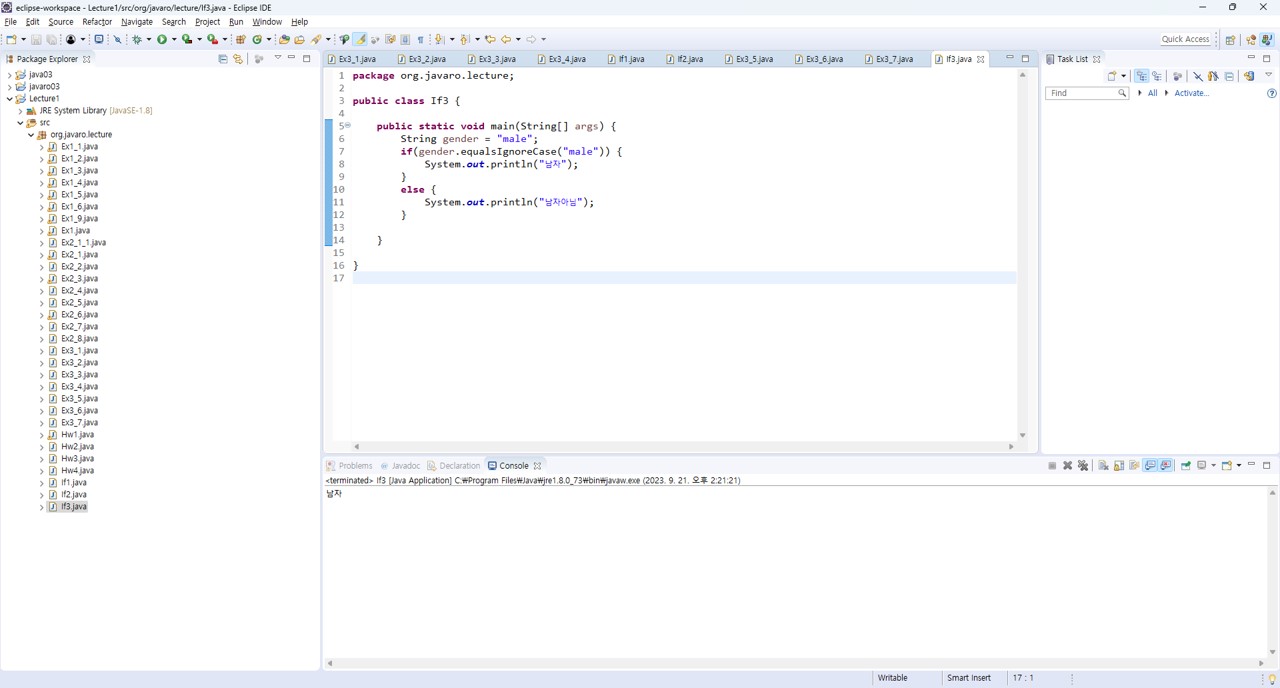 eclipse-workspace - Lecture1/src/org/javaro/lecture/If3.java - Eclipse IDE
File Edit Source Refactor Navigate Search Project Run Window Help
Quick Access
Package Explorer
java03
javaro03
Lecture1
JRE System Library [JavaSE-1.8]
src
org.javaro.lecture
Ex1_1.java
Ex1_2.java
Ex1_3.java
Ex1_4.java
Ex1_5.java
Ex1_6.java
Ex1_9.java
Ex1.java
Ex2_1_1.java
Ex2_1.java
Ex2_2.java
Ex2_3.java
Ex2_4.java
Ex2_5.java
Ex2_6.java
Ex2_7.java
Ex2_8.java
Ex3_1.java
Ex3_2.java
Ex3_3.java
Ex3_4.java
Ex3_5.java
Ex3_6.java
Ex3_7.java
Hw1.java
Hw2.java
Hw3.java
Hw4.java
If1.java
If2.java
If3.java
Ex3_1.java Ex3_2.java Ex3_3.java Ex3_4.java If1.java If2.java Ex3_5.java Ex3_6.java Ex3_7.java If3.java
1 package org.javaro.lecture;
2
3 public class If3 {
4
5 public static void main(String[] args) {
6 String gender = "male";
7 if(gender.equalsIgnoreCase("male")) {
8 System.out.println("남자");
9 }
10 else {
11 System.out.println("남자아님");
12 }
13
14 }
15
16 }
17
Task List
Find All Activate...
Problems Javadoc Declaration Console
<terminated> If3 [Java Application] C:₩Program Files₩Java₩jre1.8.0_73₩bin₩javaw.exe (2023. 9. 21. 오후 2:21:21)
남자
Writable Smart Insert 17 : 1